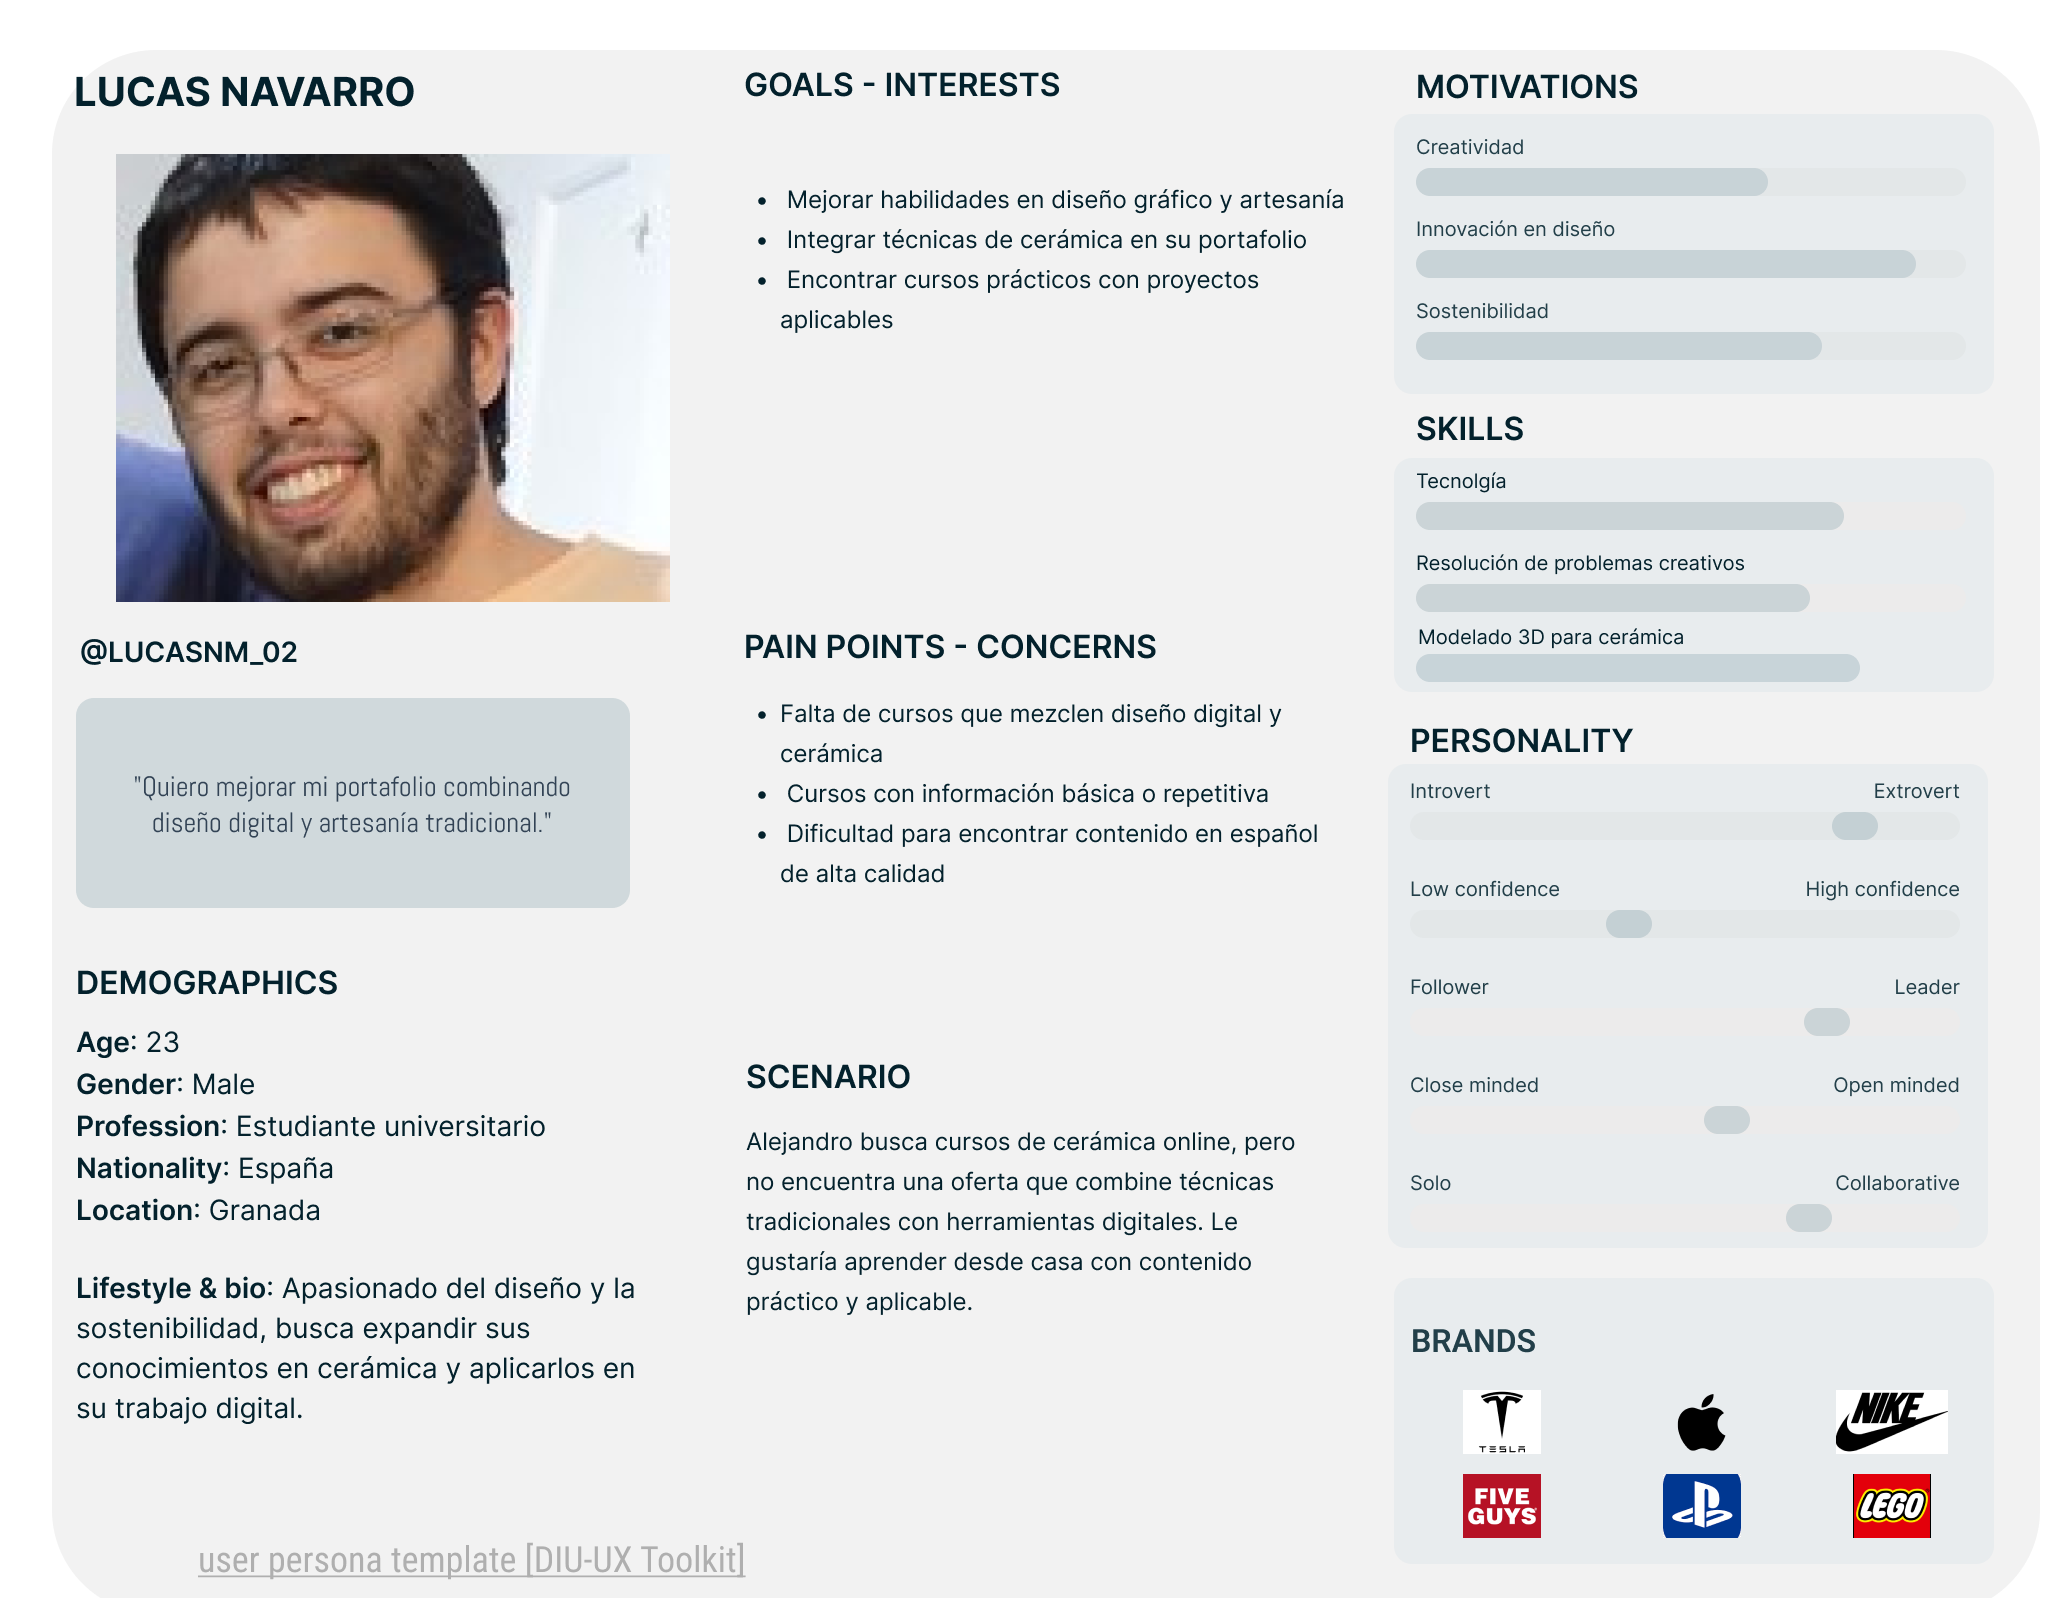 LUCAS NAVARRO
@LUCASNM_02
"Quiero mejorar mi portafolio combinando
diseño digital y artesanía tradicional."
DEMOGRAPHICS
Age: 23
Gender: Male
Profession: Estudiante universitario
Nationality: España
Location: Granada
Lifestyle & bio: Apasionado del diseño y la
sostenibilidad, busca expandir sus
conocimientos en cerámica y aplicarlos en
su trabajo digital.
user persona template [DIU-UX Toolkit]
GOALS - INTERESTS
• Mejorar habilidades en diseño gráfico y artesanía
• Integrar técnicas de cerámica en su portafolio
• Encontrar cursos prácticos con proyectos
aplicables
PAIN POINTS - CONCERNS
• Falta de cursos que mezclen diseño digital y
cerámica
• Cursos con información básica o repetitiva
• Dificultad para encontrar contenido en español
de alta calidad
SCENARIO
Alejandro busca cursos de cerámica online, pero
no encuentra una oferta que combine técnicas
tradicionales con herramientas digitales. Le
gustaría aprender desde casa con contenido
práctico y aplicable.
MOTIVATIONS
Creatividad
Innovación en diseño
Sostenibilidad
SKILLS
Tecnolgía
Resolución de problemas creativos
Modelado 3D para cerámica
PERSONALITY
Introvert Extrovert
Low confidence High confidence
Follower Leader
Close minded Open minded
Solo Collaborative
BRANDS
TESLA
NIKE
FIVE
GUYS
LEGO